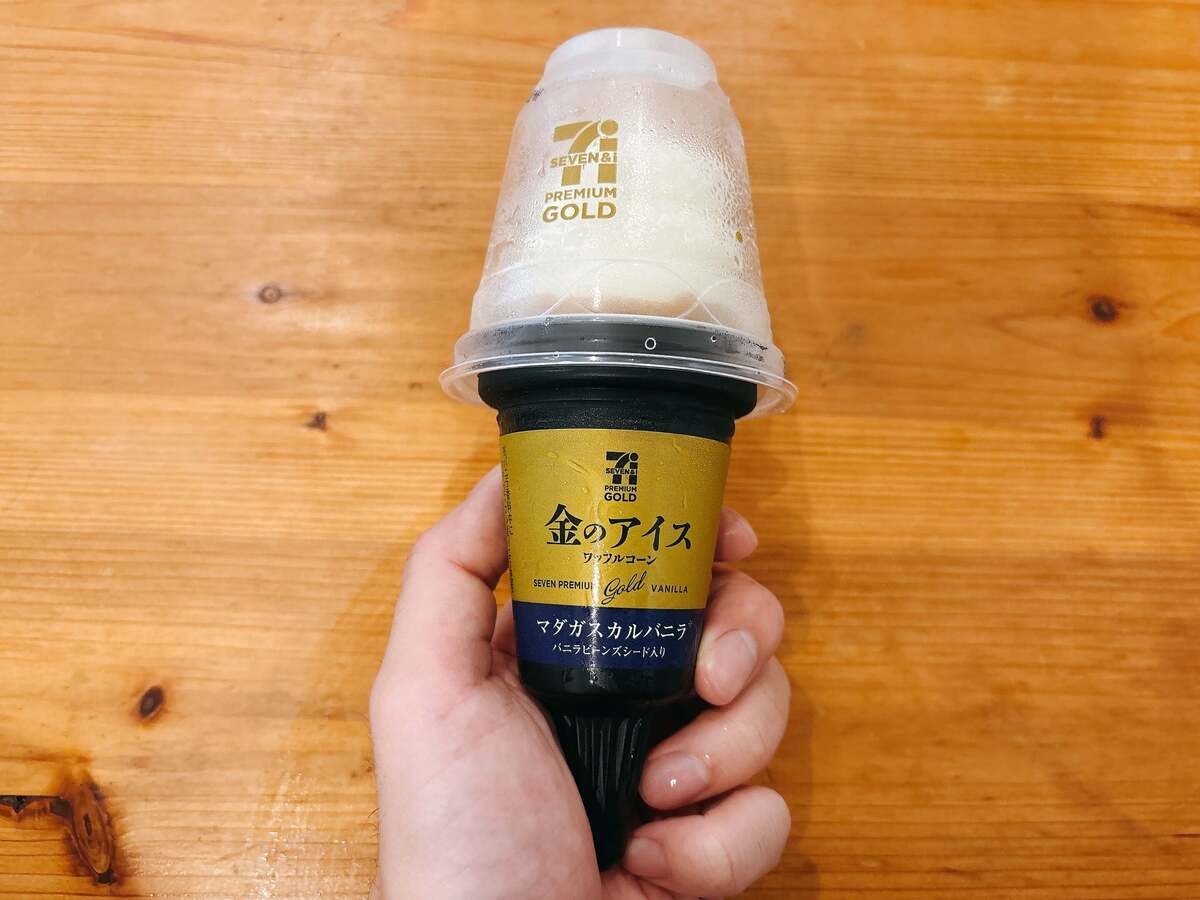 SEVEN&i
PREMIUM
GOLD
SEVEN&i
PREMIUM
GOLD
金のアイス
ワッフルコーン
SEVEN PREMIUM Gold VANILLA
マダガスカルバニラ
バニラビーンズシード入り